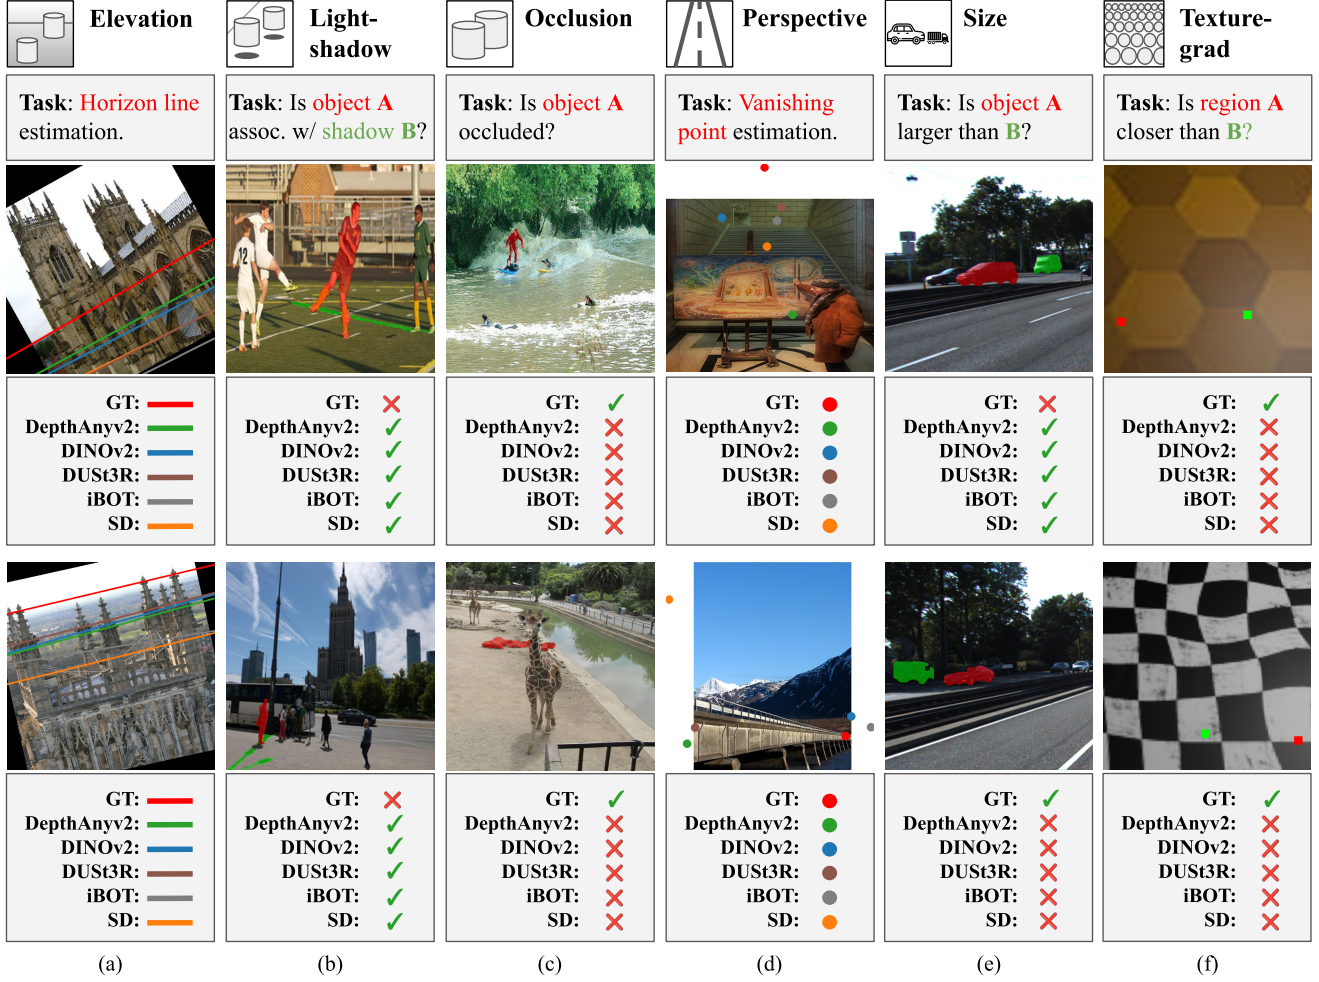 Elevation
Light-
shadow
Occlusion
Perspective
Size
Texture-
grad
Task: Horizon line
estimation.
Task: Is object A
assoc. w/ shadow B?
Task: Is object A
occluded?
Task: Vanishing
point estimation.
Task: Is object A
larger than B?
Task: Is region A
closer than B?
12
GT:
DepthAnyv2:
DINOv2:
DUSt3R:
iBOT:
SD:
GT: ❌
DepthAnyv2: ✓
DINOv2: ✓
DUSt3R: ✓
iBOT: ✓
SD: ✓
GT: ✓
DepthAnyv2: ❌
DINOv2: ❌
DUSt3R: ❌
iBOT: ❌
SD: ❌
GT:
DepthAnyv2:
DINOv2:
DUSt3R:
iBOT:
SD:
GT: ❌
DepthAnyv2: ✓
DINOv2: ✓
DUSt3R: ✓
iBOT: ✓
SD: ✓
GT: ✓
DepthAnyv2: ❌
DINOv2: ❌
DUSt3R: ❌
iBOT: ❌
SD: ❌
GT:
DepthAnyv2:
DINOv2:
DUSt3R:
iBOT:
SD:
GT: ❌
DepthAnyv2: ✓
DINOv2: ✓
DUSt3R: ✓
iBOT: ✓
SD: ✓
GT: ✓
DepthAnyv2: ❌
DINOv2: ❌
DUSt3R: ❌
iBOT: ❌
SD: ❌
GT:
DepthAnyv2:
DINOv2:
DUSt3R:
iBOT:
SD:
GT: ✓
DepthAnyv2: ❌
DINOv2: ❌
DUSt3R: ❌
iBOT: ❌
SD: ❌
GT: ✓
DepthAnyv2: ❌
DINOv2: ❌
DUSt3R: ❌
iBOT: ❌
SD: ❌
(a)
(b)
(c)
(d)
(e)
(f)